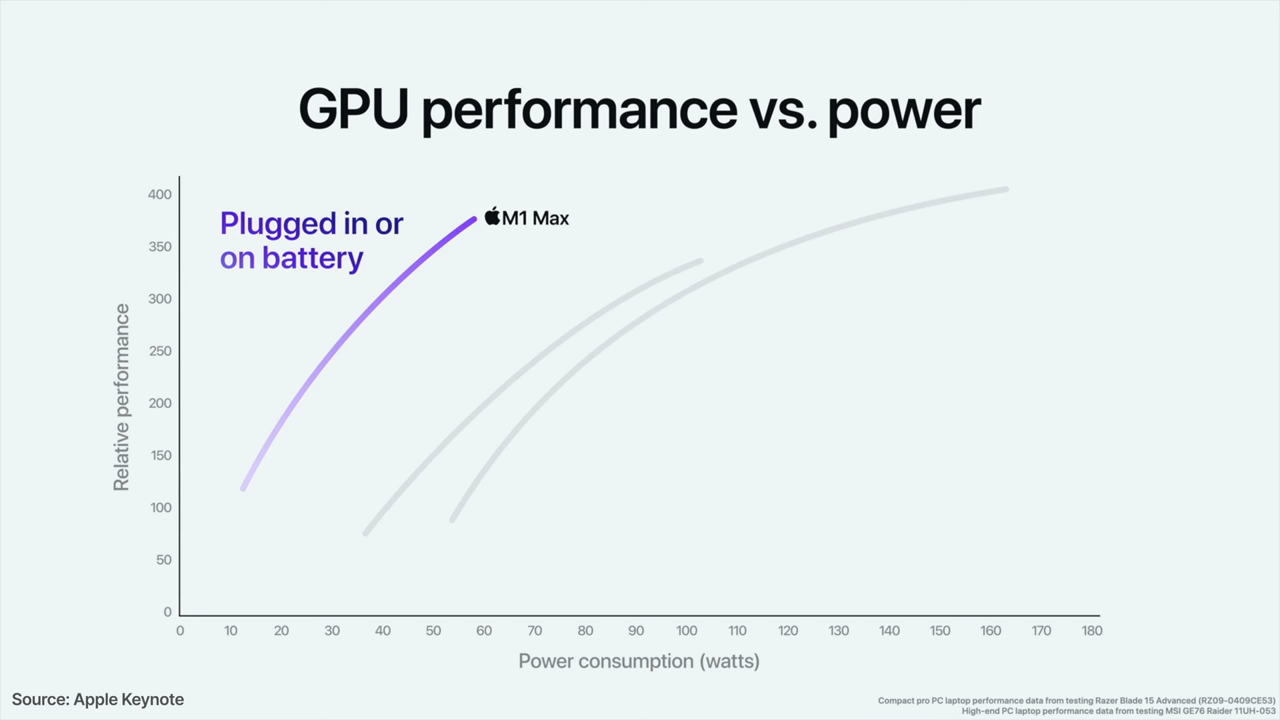 GPU performance vs. power
Plugged in or
on battery
M1 Max
Relative performance
400
350
300
250
200
150
100
50
0
0 10 20 30 40 50 60 70 80 90 100 110 120 130 140 150 160 170 180
Power consumption (watts)
Source: Apple Keynote
Compact pro PC laptop performance data from testing Razer Blade 15 Advanced (RZ09-0409CE53)
High-end PC laptop performance data from testing MSI GE76 Raider 11UH-053